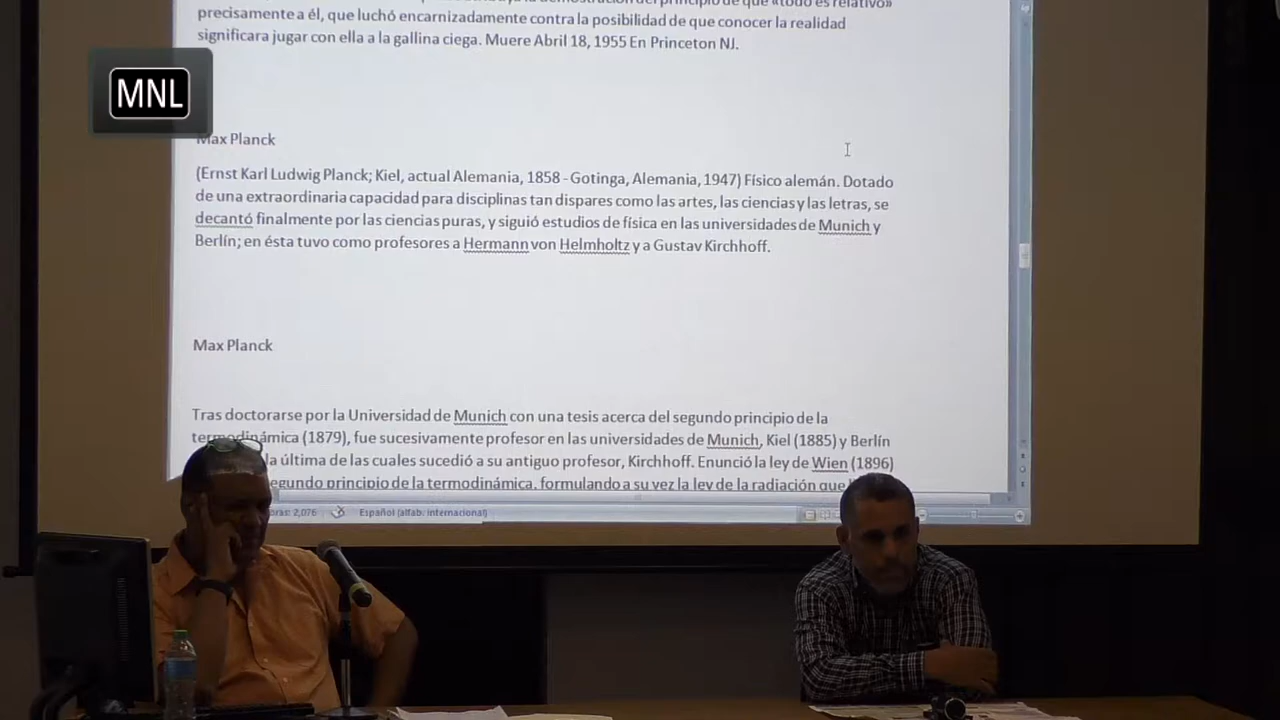 precisamente a él, que luchó encarnizadamente contra la posibilidad de que conocer la realidad
significara jugar con ella a la gallina ciega. Muere Abril 18, 1955 En Princeton NJ.
MNL
Max Planck
(Ernst Karl Ludwig Planck; Kiel, actual Alemania, 1858 - Gotinga, Alemania, 1947) Físico alemán. Dotado
de una extraordinaria capacidad para disciplinas tan dispares como las artes, las ciencias y las letras, se
decantó finalmente por las ciencias puras, y siguió estudios de física en las universidades de Munich y
Berlín; en ésta tuvo como profesores a Hermann von Helmholtz y a Gustav Kirchhoff.
Max Planck
Tras doctorarse por la Universidad de Munich con una tesis acerca del segundo principio de la
termodinámica (1879), fue sucesivamente profesor en las universidades de Munich, Kiel (1885) y Berlín
la última de las cuales sucedió a su antiguo profesor, Kirchhoff. Enunció la ley de Wien (1896)
segundo principio de la termodinámica, formulando a su vez la ley de la radiación que
2,076 Español (alfab. internacional)